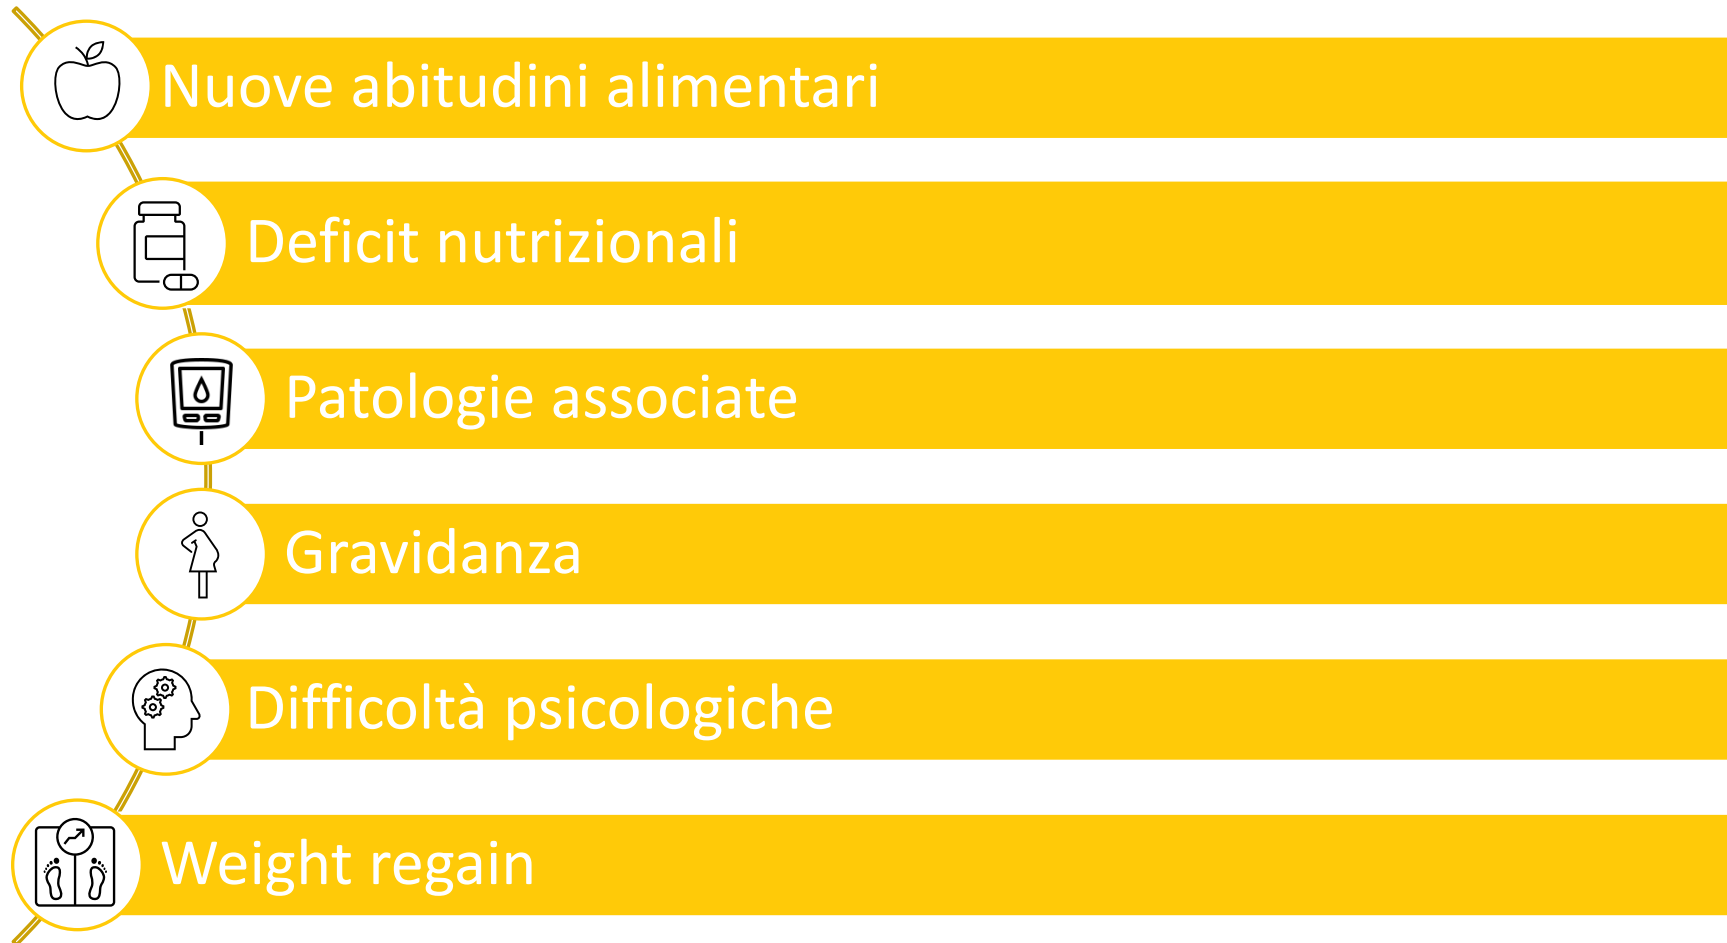 Nuove abitudini alimentari
Deficit nutrizionali
Patologie associate
Gravidanza
Difficoltà psicologiche
Weight regain